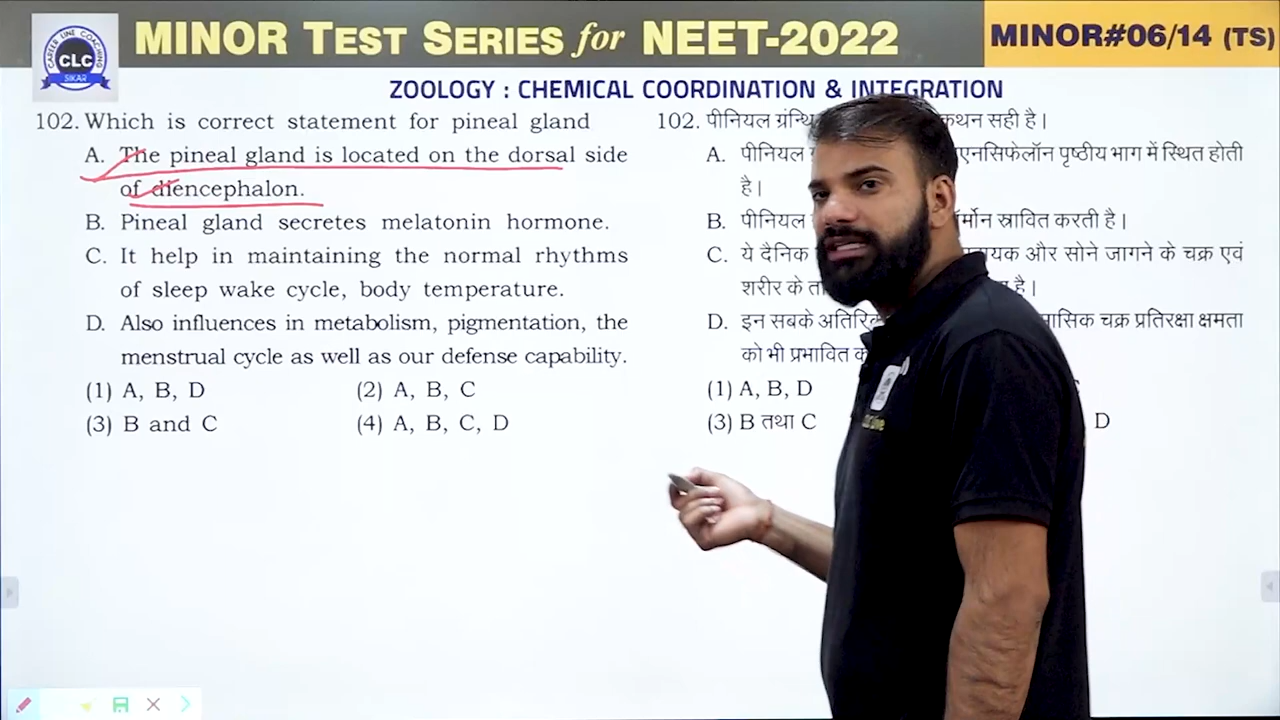 CAREER LINE COACHING
CLC
SIKAR
MINOR TEST SERIES for NEET-2022
MINOR#06/14 (TS)
ZOOLOGY : CHEMICAL COORDINATION & INTEGRATION
102. Which is correct statement for pineal gland
A. The pineal gland is located on the dorsal side
of diencephalon.
B. Pineal gland secretes melatonin hormone.
C. It help in maintaining the normal rhythms
of sleep wake cycle, body temperature.
D. Also influences in metabolism, pigmentation, the
menstrual cycle as well as our defense capability.
(1) A, B, D (2) A, B, C
(3) B and C (4) A, B, C, D
102. पीनियल ग्रंन्थि कथन सही है।
A. पीनियल एनसिफेलॉन पृष्ठीय भाग में स्थित होती
है।
B. पीनियल स्रावित करती है।
C. ये दैनिक और सोने जागने के चक्र एवं
शरीर के है।
D. इन सबके चक्र प्रतिरक्षा क्षमता
को भी प्रभावित
(1) A, B, D
(3) B तथा C D